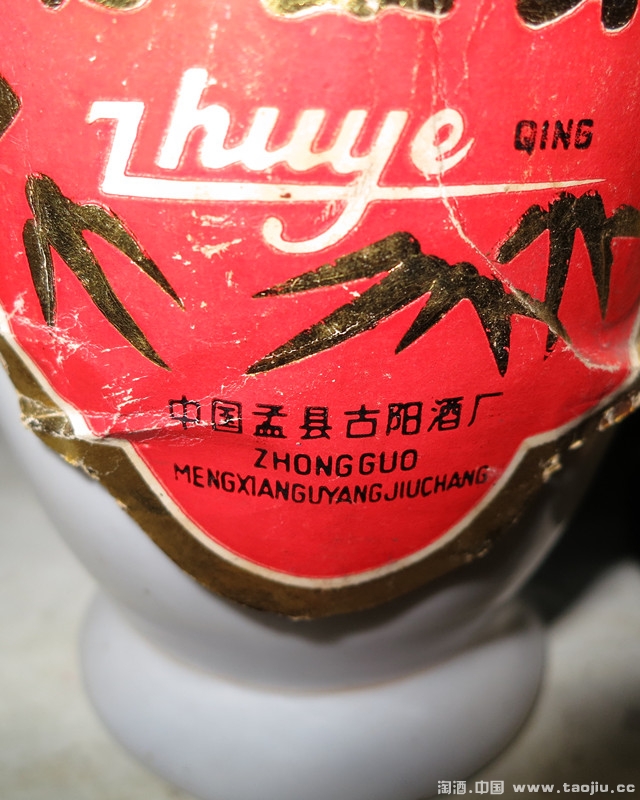 Zhuye QING
中国孟县古阳酒厂
ZHONGGUO
MENGXIANGUYANGJIUCHANG
淘酒.中国 www.taojiu.cc